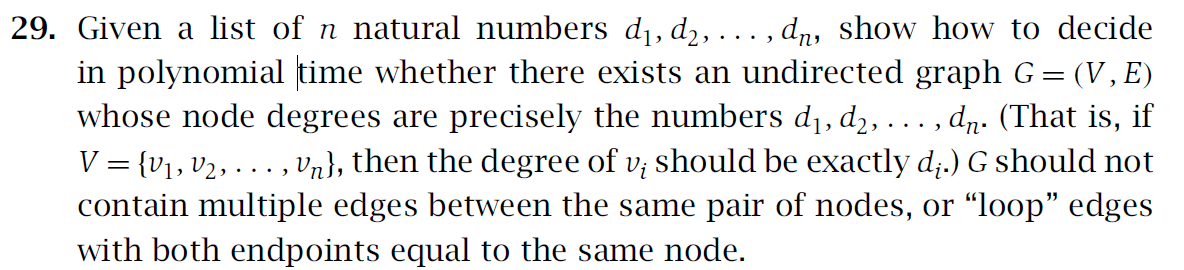 29. Given a list of n natural numbers d₁, d₂, . . . , dₙ, show how to decide
in polynomial time whether there exists an undirected graph G = (V, E)
whose node degrees are precisely the numbers d₁, d₂, . . . , dₙ. (That is, if
V = {v₁, v₂, . . . , vₙ}, then the degree of vᵢ should be exactly dᵢ.) G should not
contain multiple edges between the same pair of nodes, or “loop” edges
with both endpoints equal to the same node.